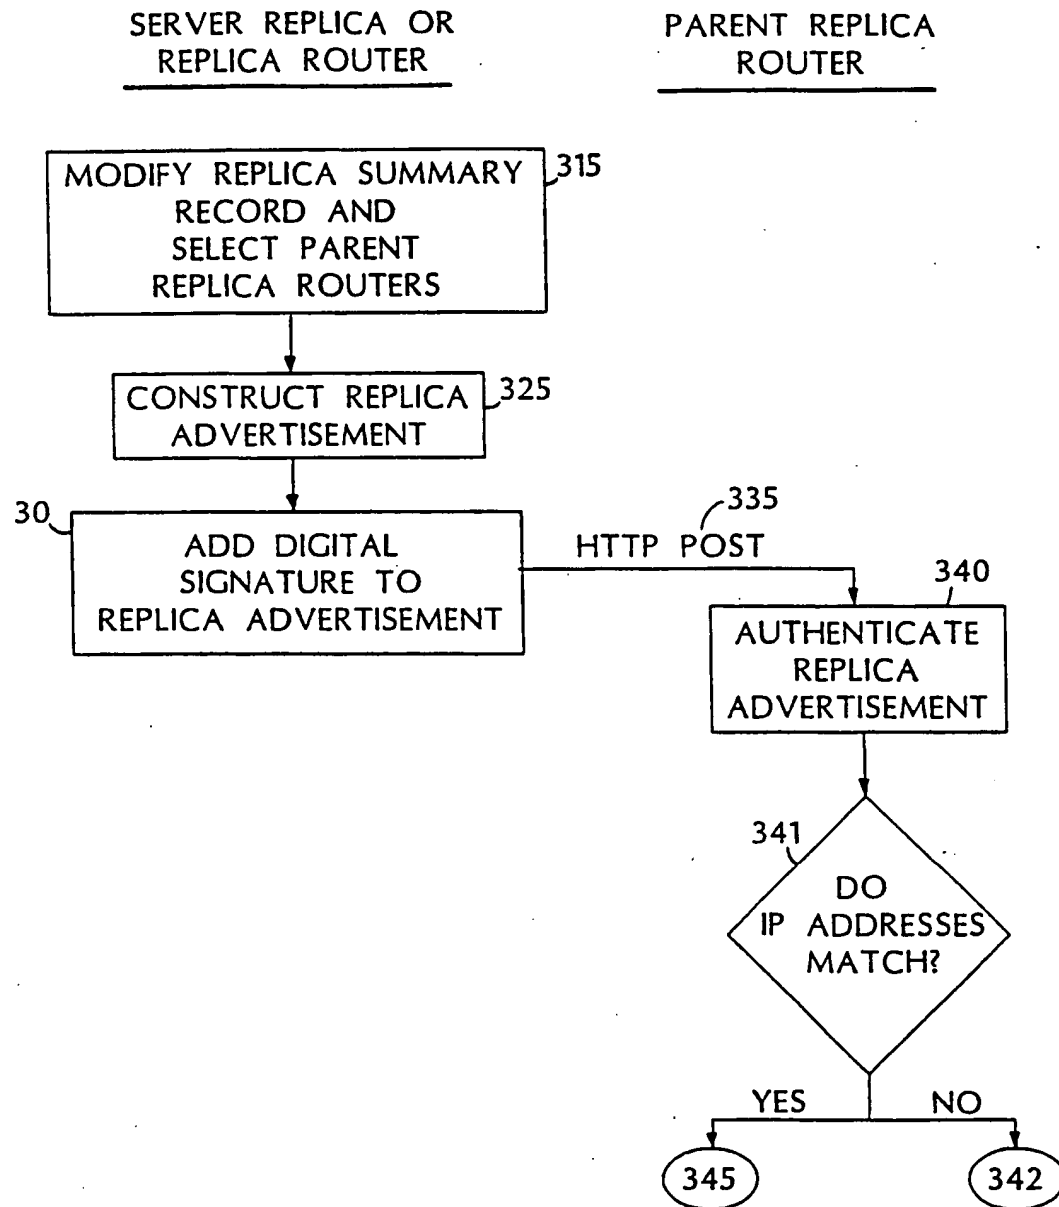 SERVER REPLICA OR
REPLICA ROUTER
PARENT REPLICA
ROUTER
MODIFY REPLICA SUMMARY
RECORD AND
SELECT PARENT
REPLICA ROUTERS
315
CONSTRUCT REPLICA
ADVERTISEMENT
325
30
ADD DIGITAL
SIGNATURE TO
REPLICA ADVERTISEMENT
335
HTTP POST
340
AUTHENTICATE
REPLICA
ADVERTISEMENT
341
DO
IP ADDRESSES
MATCH?
YES
NO
345
342